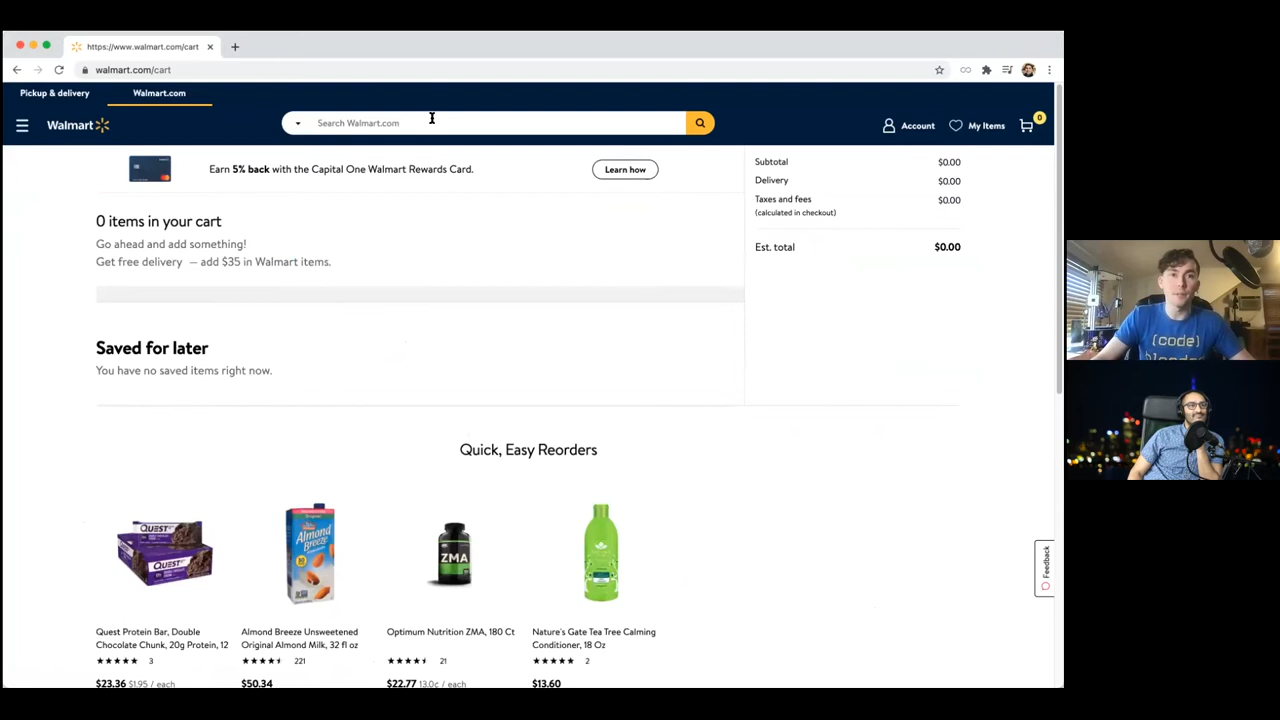 https://www.walmart.com/cart
walmart.com/cart
Pickup & delivery
Walmart.com
Walmart
Search Walmart.com
Account
My Items
0
Earn 5% back with the Capital One Walmart Rewards Card.
Learn how
Subtotal $0.00
Delivery $0.00
Taxes and fees $0.00
(calculated in checkout)
Est. total $0.00
0 items in your cart
Go ahead and add something!
Get free delivery — add $35 in Walmart items.
Saved for later
You have no saved items right now.
Quick, Easy Reorders
QUEST
QUEST
Almond
Breeze
ZMA
Quest Protein Bar, Double
Chocolate Chunk, 20g Protein, 12
3
$23.36 $1.95 / each
Almond Breeze Unsweetened
Original Almond Milk, 32 fl oz
221
$50.34
Optimum Nutrition ZMA, 180 Ct
21
$22.77 13.0¢ / each
Nature's Gate Tea Tree Calming
Conditioner, 18 Oz
2
$13.60
Feedback
{code}